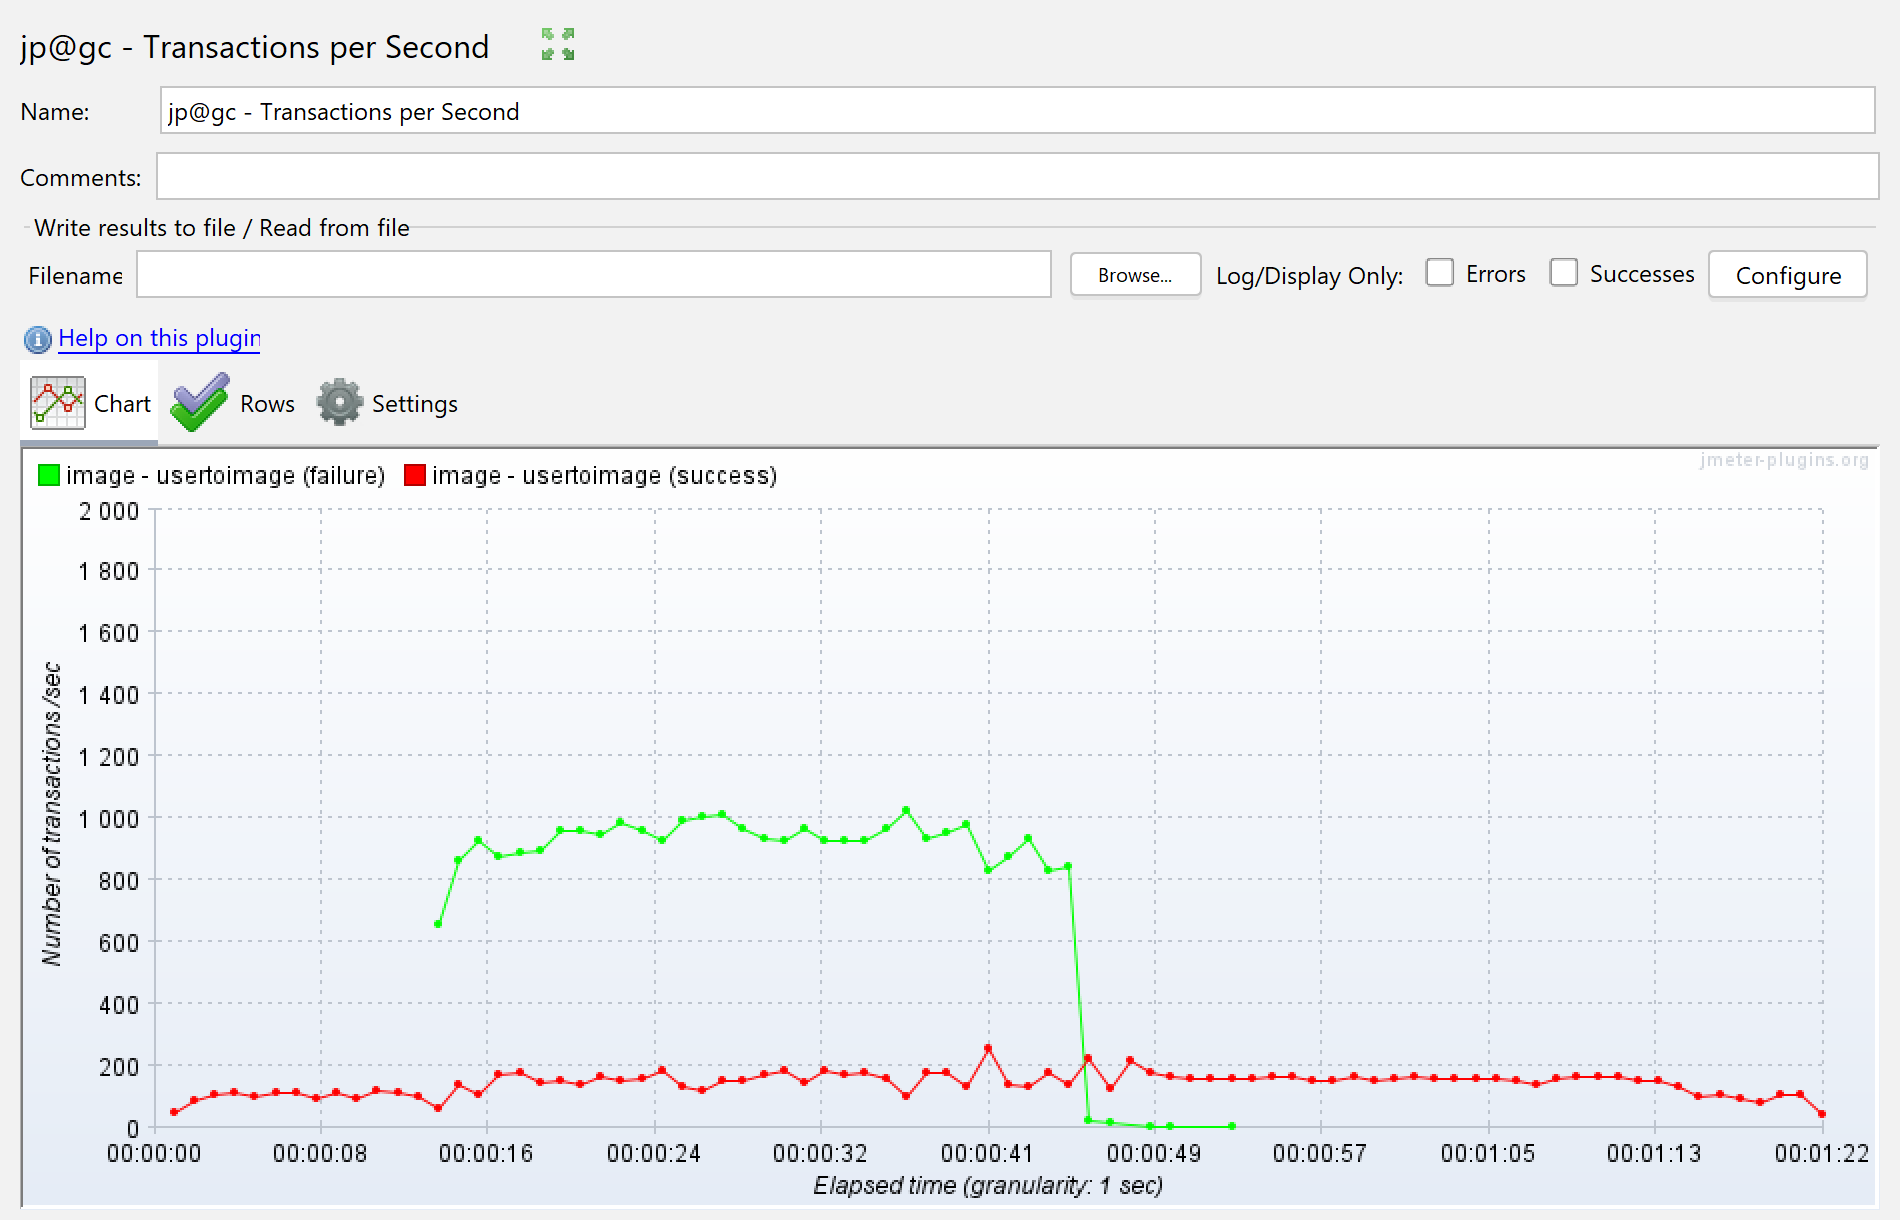 jp@gc - Transactions per Second
Name: jp@gc - Transactions per Second
Comments:
Write results to file / Read from file
Filename Browse... Log/Display Only: Errors Successes Configure
Help on this plugin
Chart Rows Settings
image - usertoimage (failure) image - usertoimage (success)
jmeter-plugins.org
2 000
1 800
1 600
1 400
1 200
1 000
800
600
400
200
0
Number of transactions /sec
00:00:00 00:00:08 00:00:16 00:00:24 00:00:32 00:00:41 00:00:49 00:00:57 00:01:05 00:01:13 00:01:22
Elapsed time (granularity: 1 sec)